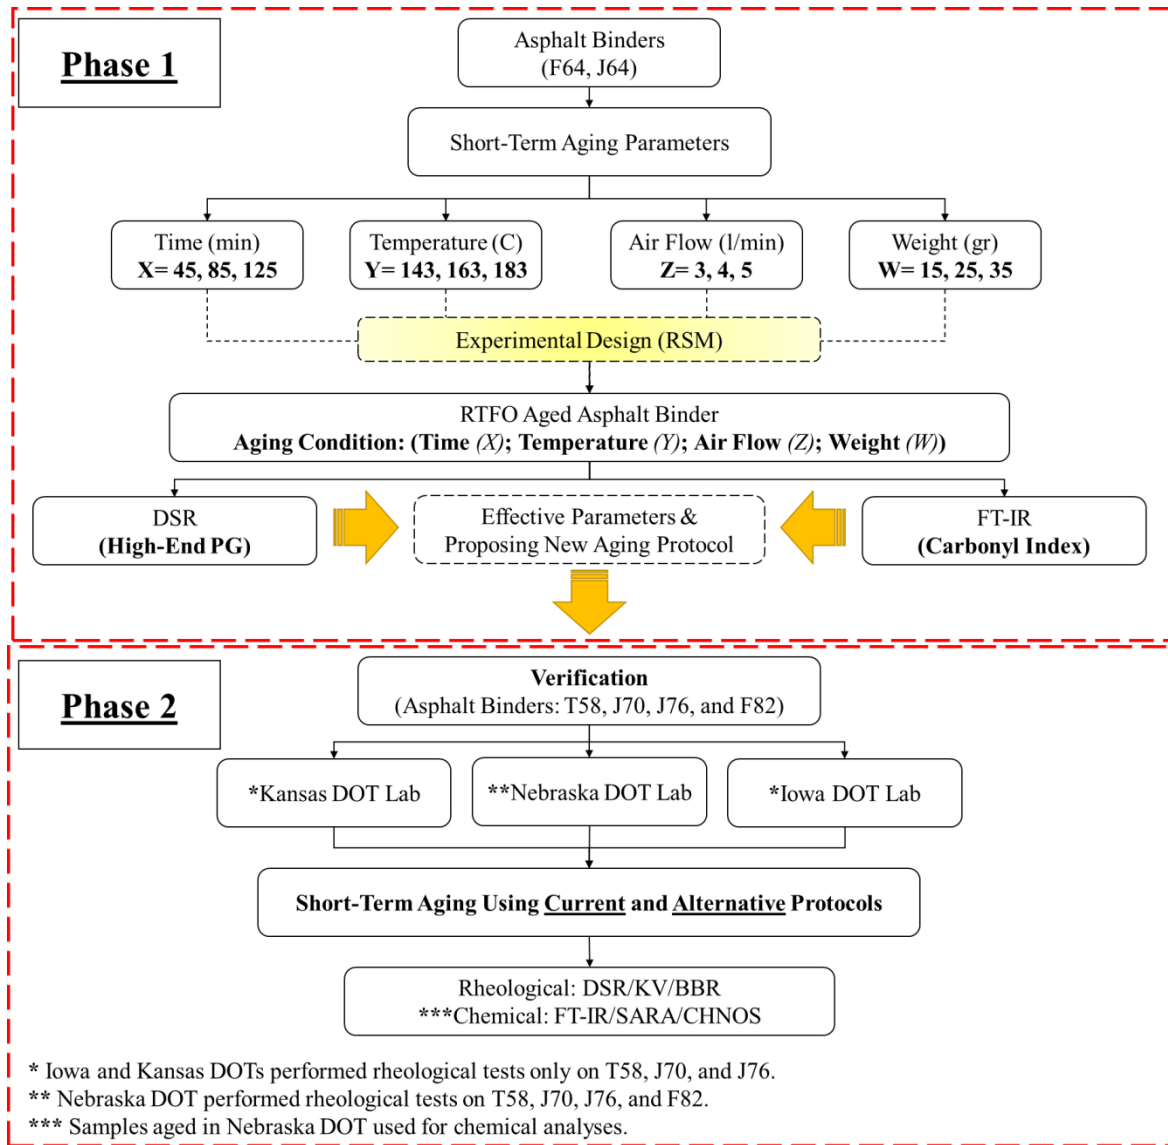 Phase 1
Asphalt Binders
(F64, J64)
Short-Term Aging Parameters
Time (min)
X= 45, 85, 125
Temperature (C)
Y= 143, 163, 183
Air Flow (l/min)
Z= 3, 4, 5
Weight (gr)
W= 15, 25, 35
Experimental Design (RSM)
RTFO Aged Asphalt Binder
Aging Condition: (Time (X); Temperature (Y); Air Flow (Z); Weight (W))
DSR
(High-End PG)
Effective Parameters &
Proposing New Aging Protocol
FT-IR
(Carbonyl Index)
Phase 2
Verification
(Asphalt Binders: T58, J70, J76, and F82)
*Kansas DOT Lab
**Nebraska DOT Lab
*Iowa DOT Lab
Short-Term Aging Using Current and Alternative Protocols
Rheological: DSR/KV/BBR
***Chemical: FT-IR/SARA/CHNOS
* Iowa and Kansas DOTs performed rheological tests only on T58, J70, and J76.
** Nebraska DOT performed rheological tests on T58, J70, J76, and F82.
*** Samples aged in Nebraska DOT used for chemical analyses.